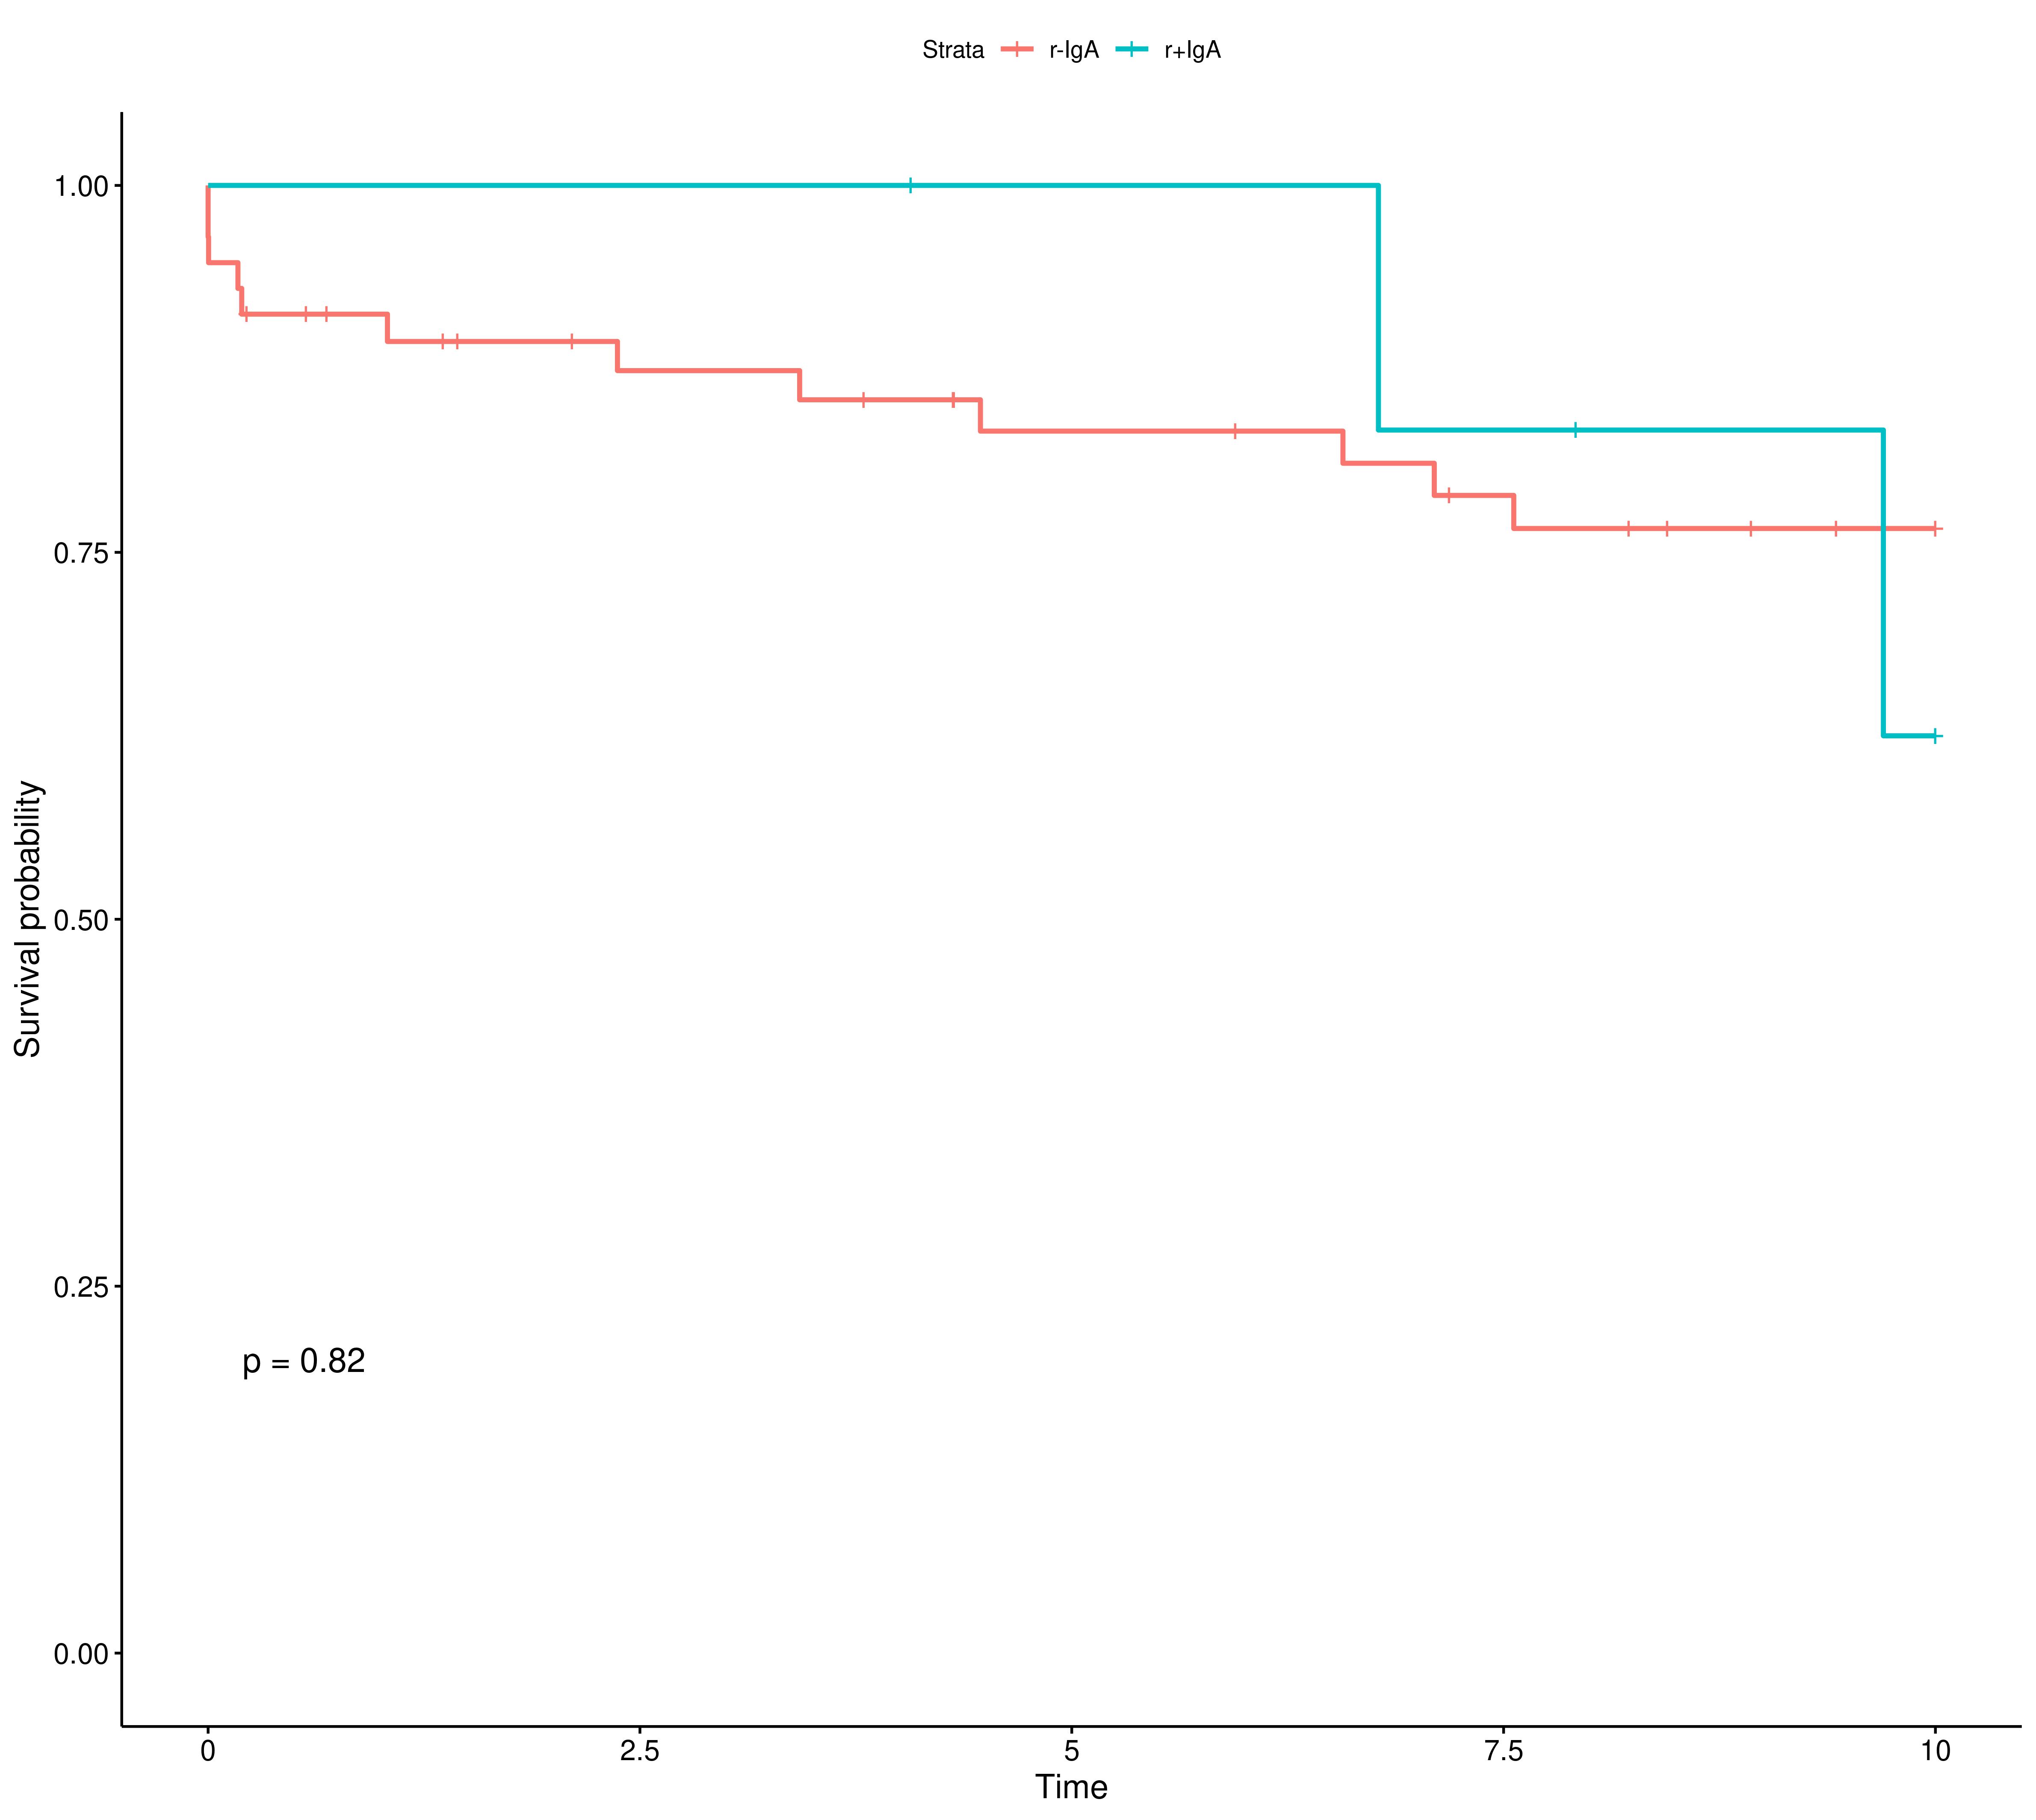 Strata r-IgA r+IgA
1.00
0.75
0.50
0.25
0.00
Survival probability
p = 0.82
0 2.5 5 7.5 10
Time